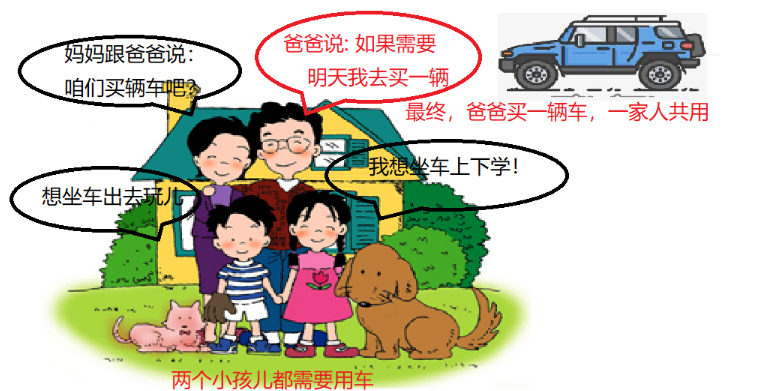 妈妈跟爸爸说：
咱们买辆车吧？
爸爸说: 如果需要
明天我去买一辆
最终，爸爸买一辆车，一家人共用
想坐车出去玩儿
我想坐车上下学！
两个小孩儿都需要用车